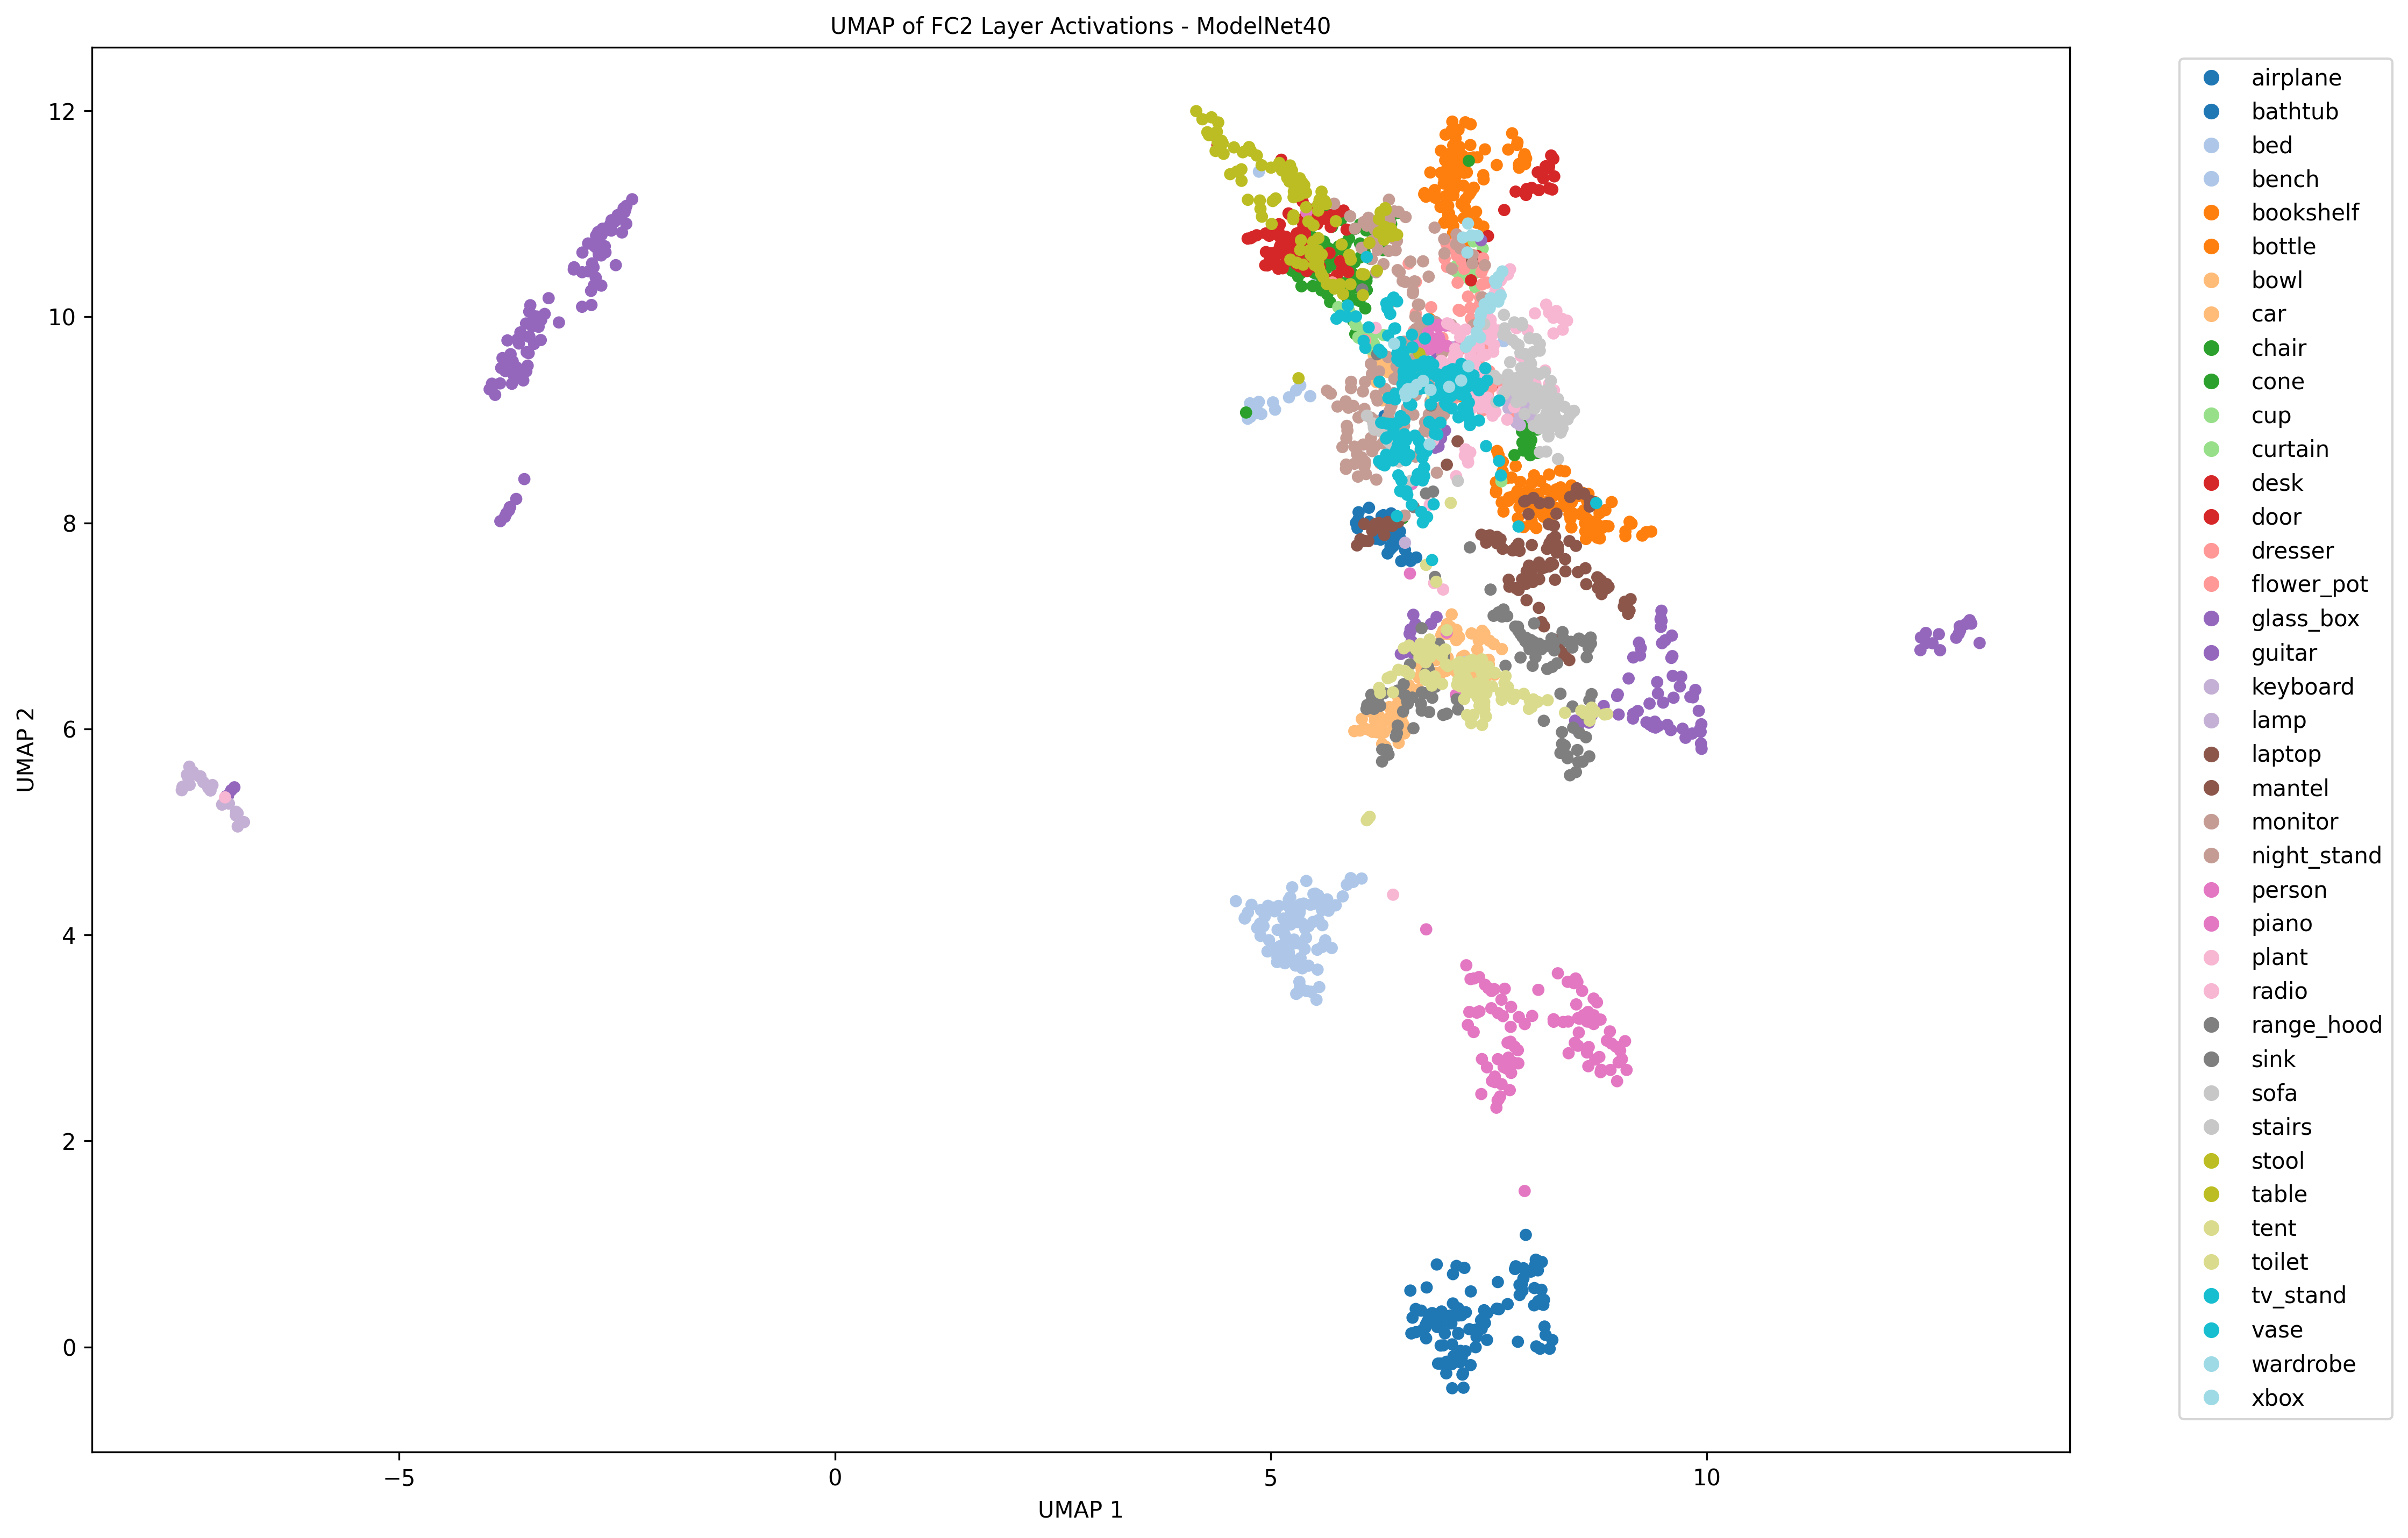 UMAP of FC2 Layer Activations - ModelNet40
12
10
8
6
4
2
0
UMAP 2
−5
0
5
10
UMAP 1
airplane
bathtub
bed
bench
bookshelf
bottle
bowl
car
chair
cone
cup
curtain
desk
door
dresser
flower_pot
glass_box
guitar
keyboard
lamp
laptop
mantel
monitor
night_stand
person
piano
plant
radio
range_hood
sink
sofa
stairs
stool
table
tent
toilet
tv_stand
vase
wardrobe
xbox